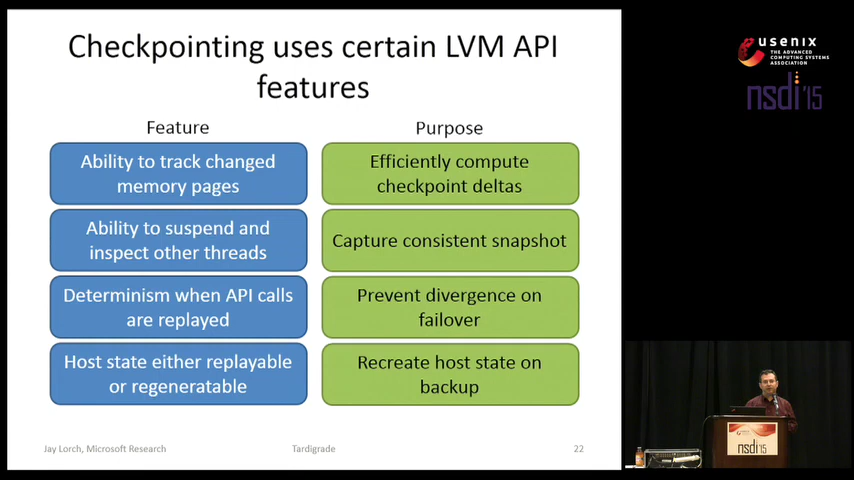 Checkpointing uses certain LVM API
features
Feature
Purpose
Ability to track changed
memory pages
Efficiently compute
checkpoint deltas
Ability to suspend and
inspect other threads
Capture consistent snapshot
Determinism when API calls
are replayed
Prevent divergence on
failover
Host state either replayable
or regeneratable
Recreate host state on
backup
Jay Lorch, Microsoft Research
Tardigrade
22
usenix
THE ADVANCED
COMPUTING SYSTEMS
ASSOCIATION
nsdi'15
nsdi'15